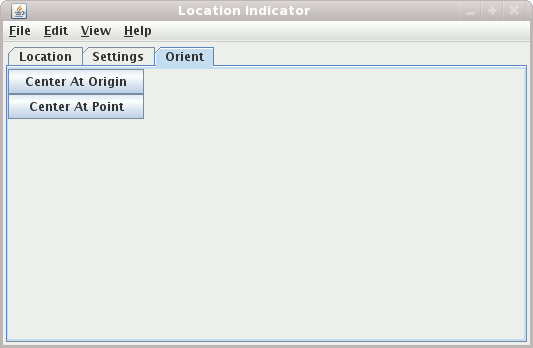 Location Indicator
File Edit View Help
Location Settings Orient
Center At Origin
Center At Point